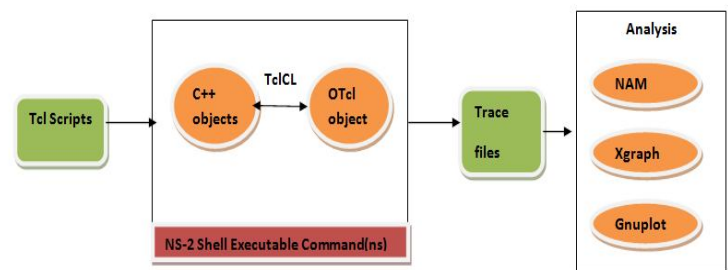 Tcl Scripts
C++
objects
TclCL
OTcl
object
NS-2 Shell Executable Command(ns)
Trace
files
Analysis
NAM
Xgraph
Gnuplot